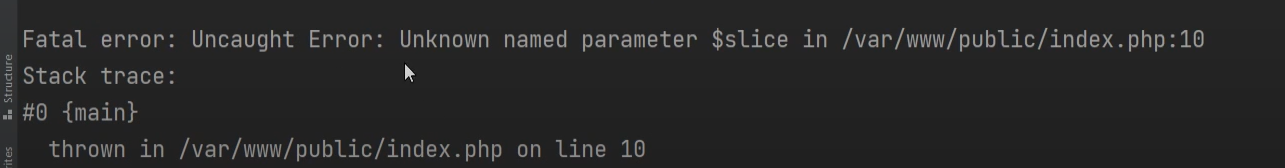 Fatal error: Uncaught Error: Unknown named parameter $slice in /var/www/public/index.php:10
Structure
Stack trace:
#0 {main}
thrown in /var/www/public/index.php on line 10